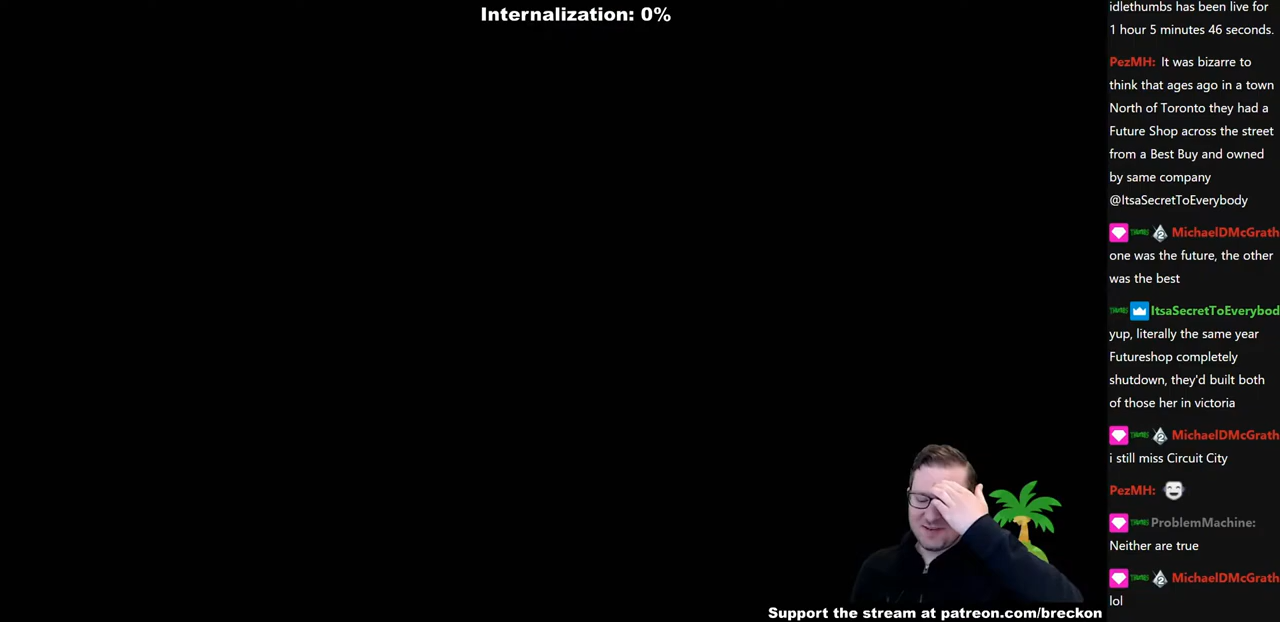 Internalization: 0%
idlethumbs has been live for
1 hour 5 minutes 46 seconds.
PezMH: It was bizarre to
think that ages ago in a town
North of Toronto they had a
Future Shop across the street
from a Best Buy and owned
by same company
@ItsaSecretToEverybody
MichaelDMcGrath
one was the future, the other
was the best
ItsaSecretToEverybod
yup, literally the same year
Futureshop completely
shutdown, they'd built both
of those her in victoria
2 MichaelDMcGrath
i still miss Circuit City
PezMH:
ProblemMachine:
Neither are true
2 MichaelDMcGrath
lol
Support the stream at patreon.com/breckon